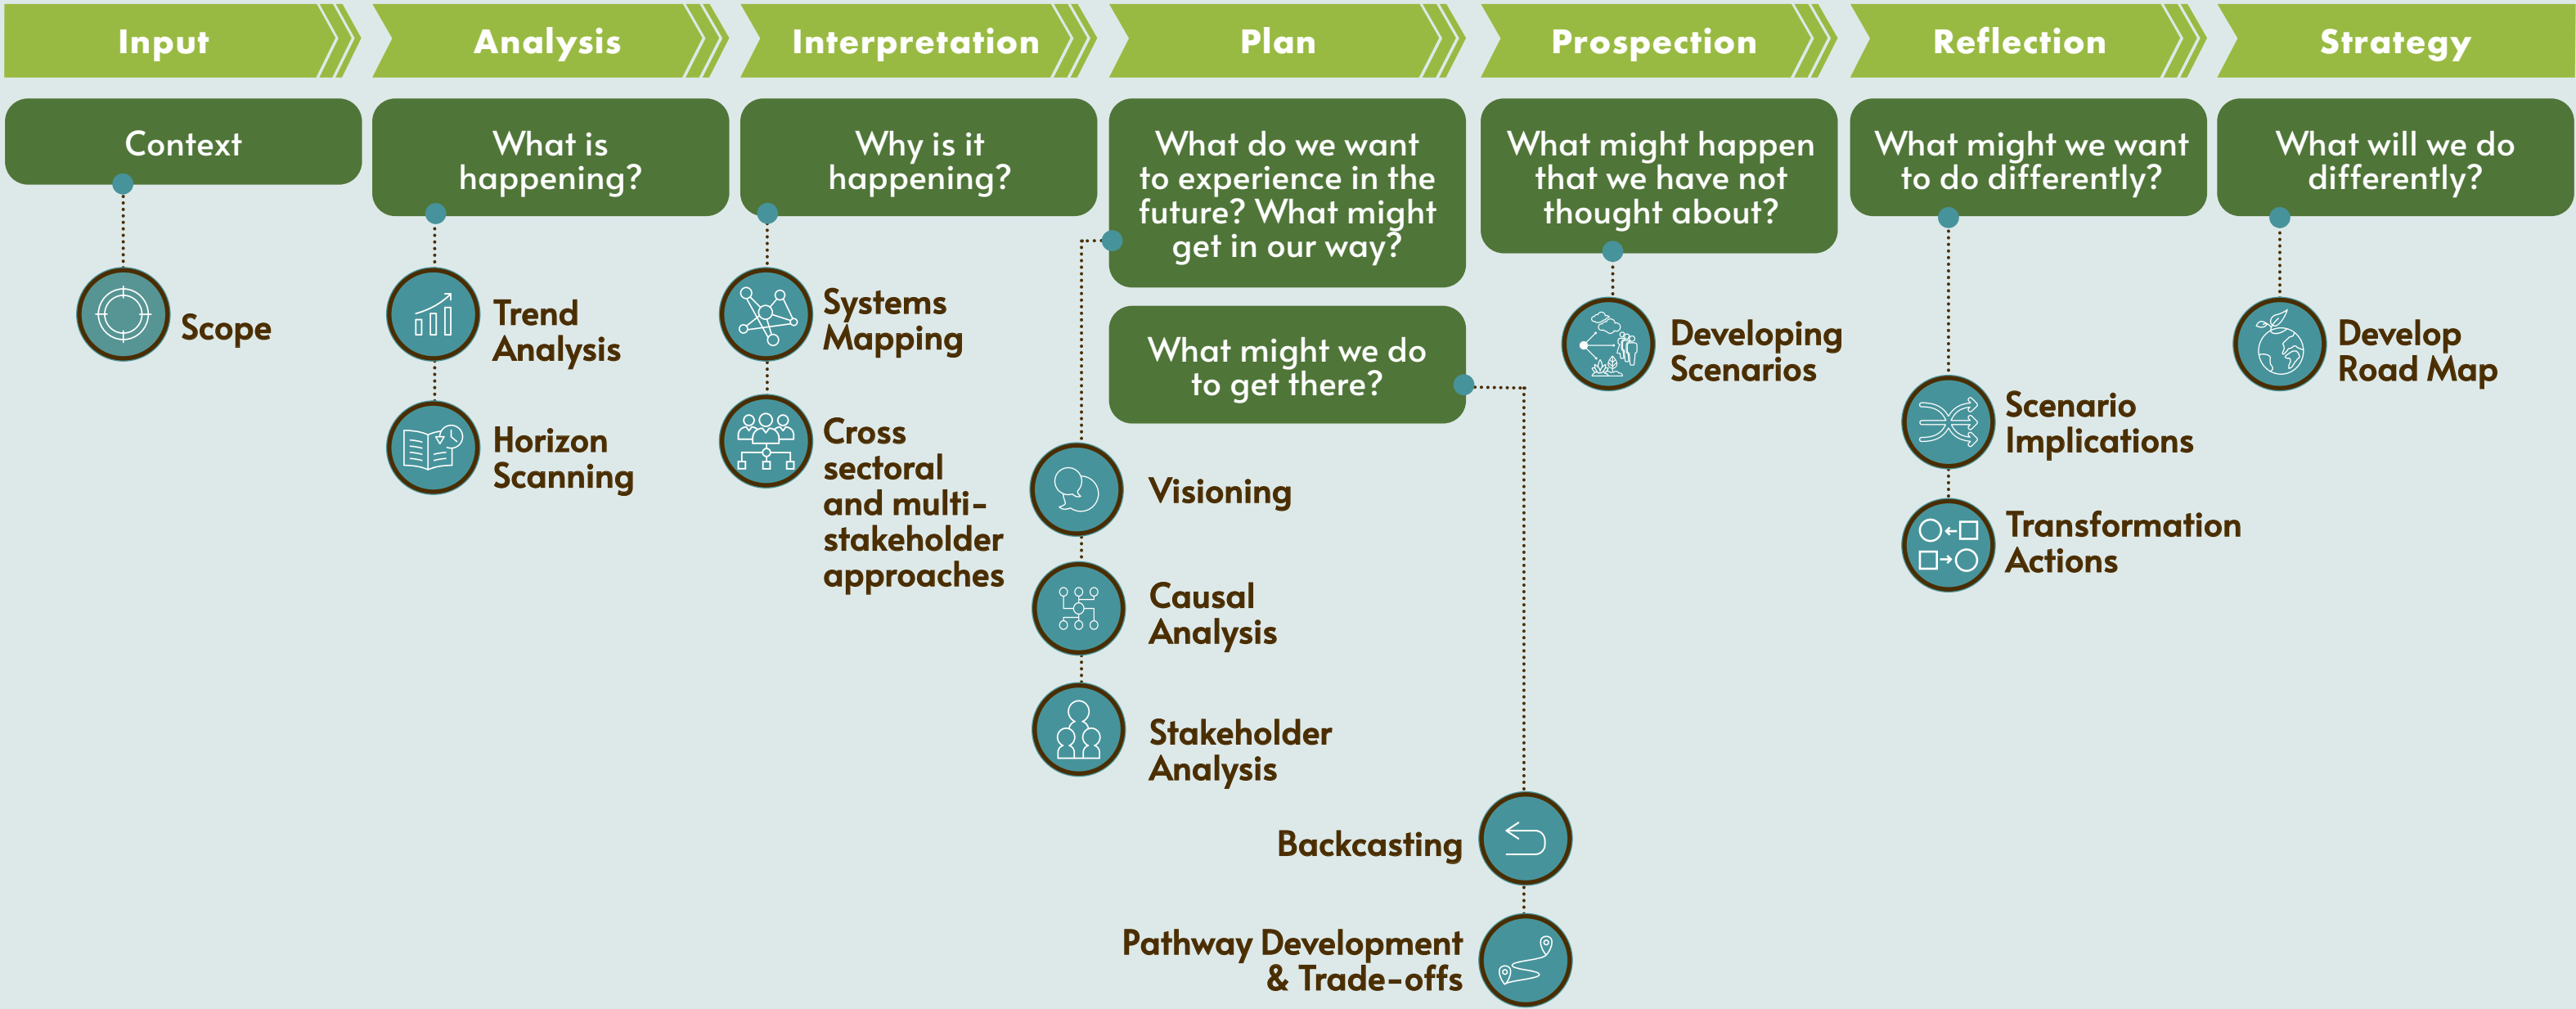 Input
Analysis
Interpretation
Plan
Prospection
Reflection
Strategy
Context
What is
happening?
Why is it
happening?
What do we want
to experience in the
future? What might
get in our way?
What might we do
to get there?
What might happen
that we have not
thought about?
What might we want
to do differently?
What will we do
differently?
Scope
Trend
Analysis
Horizon
Scanning
Systems
Mapping
Cross
sectoral
and multi-
stakeholder
approaches
Visioning
Causal
Analysis
Stakeholder
Analysis
Backcasting
Pathway Development
& Trade-offs
Developing
Scenarios
Scenario
Implications
Transformation
Actions
Develop
Road Map